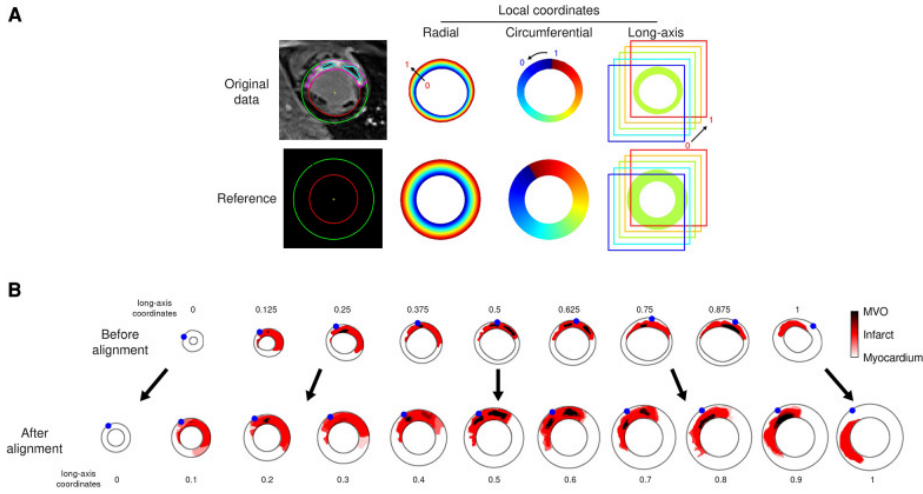 A
Local coordinates
Radial
Circumferential
Long-axis
Original
data
1
0
0
1
0
1
Reference
B
long-axis
coordinates
0
0.125
0.25
0.375
0.5
0.625
0.75
0.875
1
Before
alignment
MVO
Infarct
Myocardium
After
alignment
long-axis
coordinates
0
0.1
0.2
0.3
0.4
0.5
0.6
0.7
0.8
0.9
1